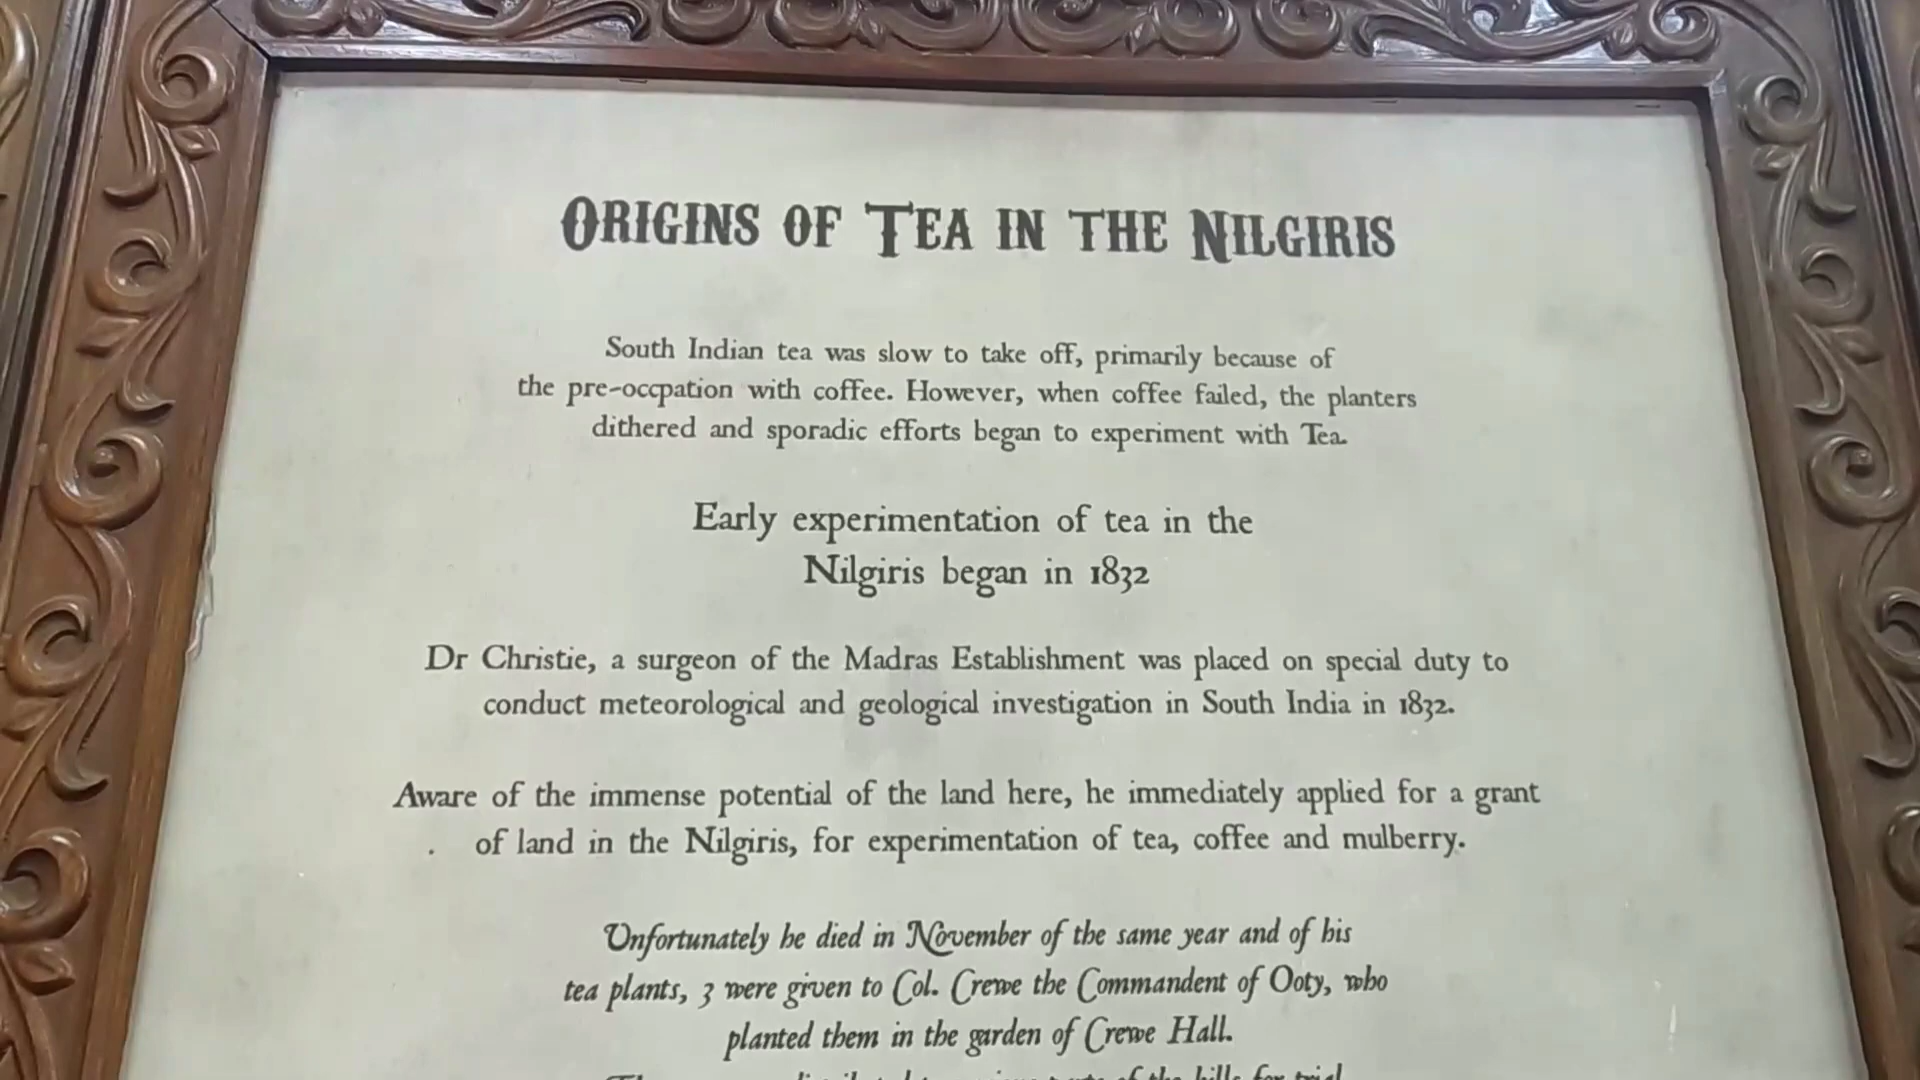 ORIGINS OF TEA IN THE NILGIRIS
South Indian tea was slow to take off, primarily because of
the pre-occpation with coffee. However, when coffee failed, the planters
dithered and sporadic efforts began to experiment with Tea.
Early experimentation of tea in the
Nilgiris began in 1832
Dr Christie, a surgeon of the Madras Establishment was placed on special duty to
conduct meteorological and geological investigation in South India in 1832.
Aware of the immense potential of the land here, he immediately applied for a grant
. of land in the Nilgiris, for experimentation of tea, coffee and mulberry.
Unfortunately he died in November of the same year and of his
tea plants, 3 were given to Col. Crewe the Commandent of Ooty, who
planted them in the garden of Crewe Hall.
of the hills for trial